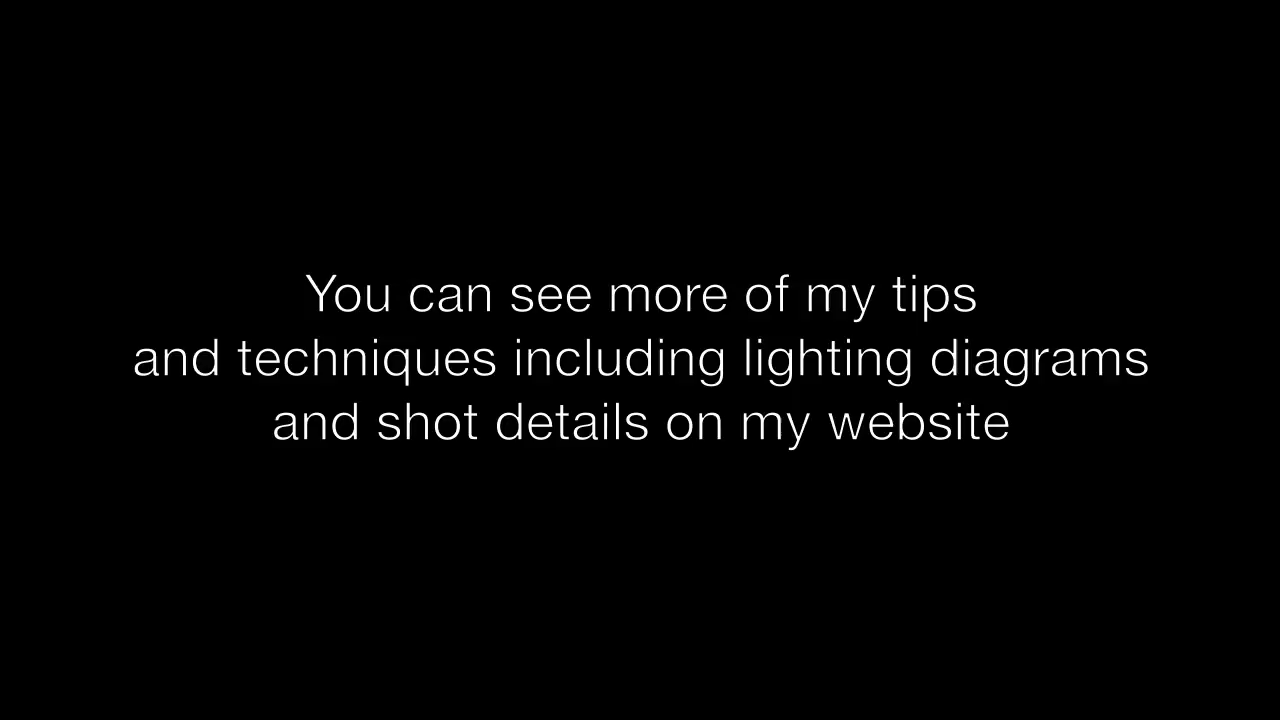 You can see more of my tips
and techniques including lighting diagrams
and shot details on my website